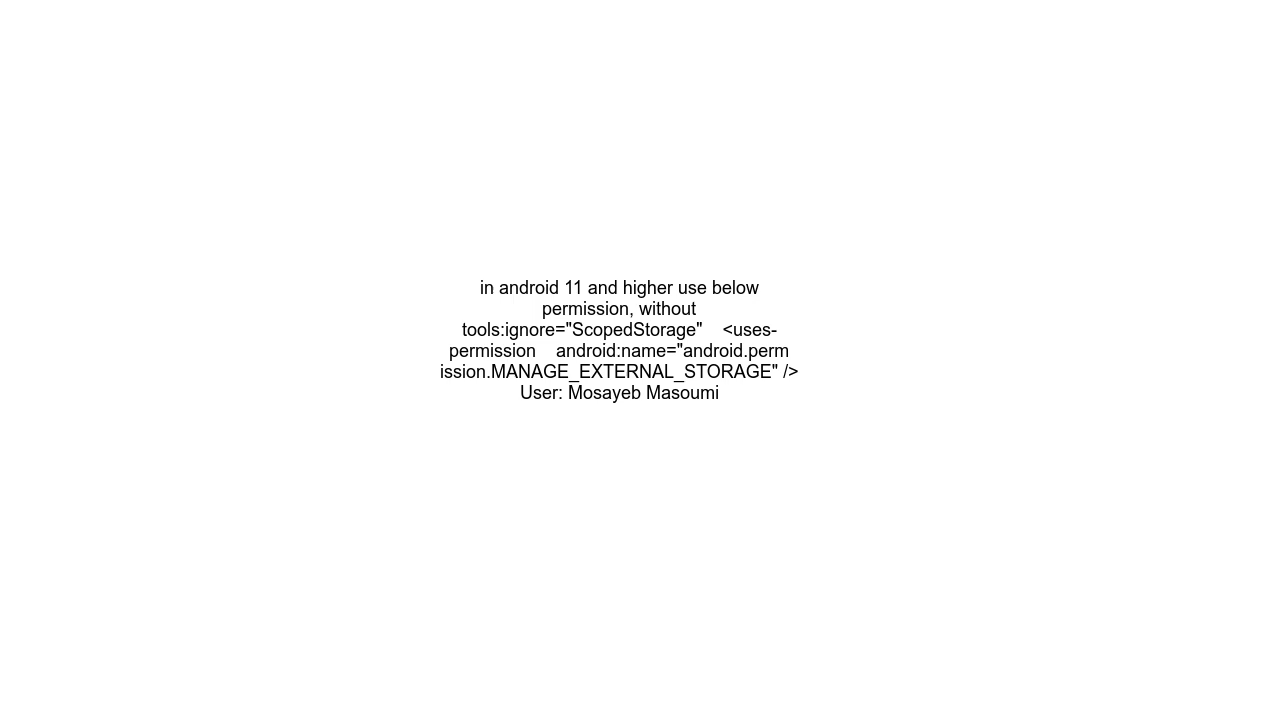 in android 11 and higher use below
permission, without
tools:ignore="ScopedStorage"    <uses-
permission    android:name="android.perm
ission.MANAGE_EXTERNAL_STORAGE" />
User: Mosayeb Masoumi